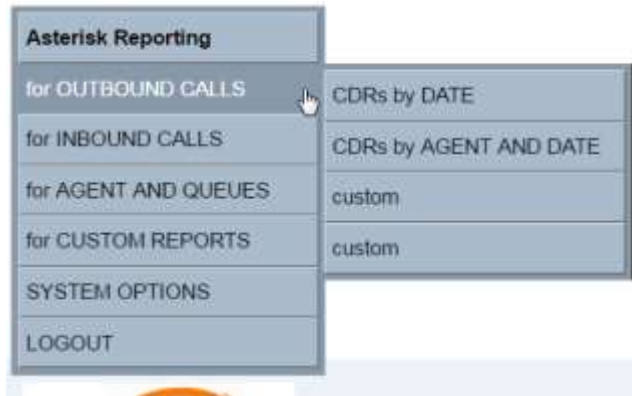 Asterisk Reporting
for OUTBOUND CALLS
for INBOUND CALLS
for AGENT AND QUEUES
for CUSTOM REPORTS
SYSTEM OPTIONS
LOGOUT
CDRs by DATE
CDRs by AGENT AND DATE
custom
custom